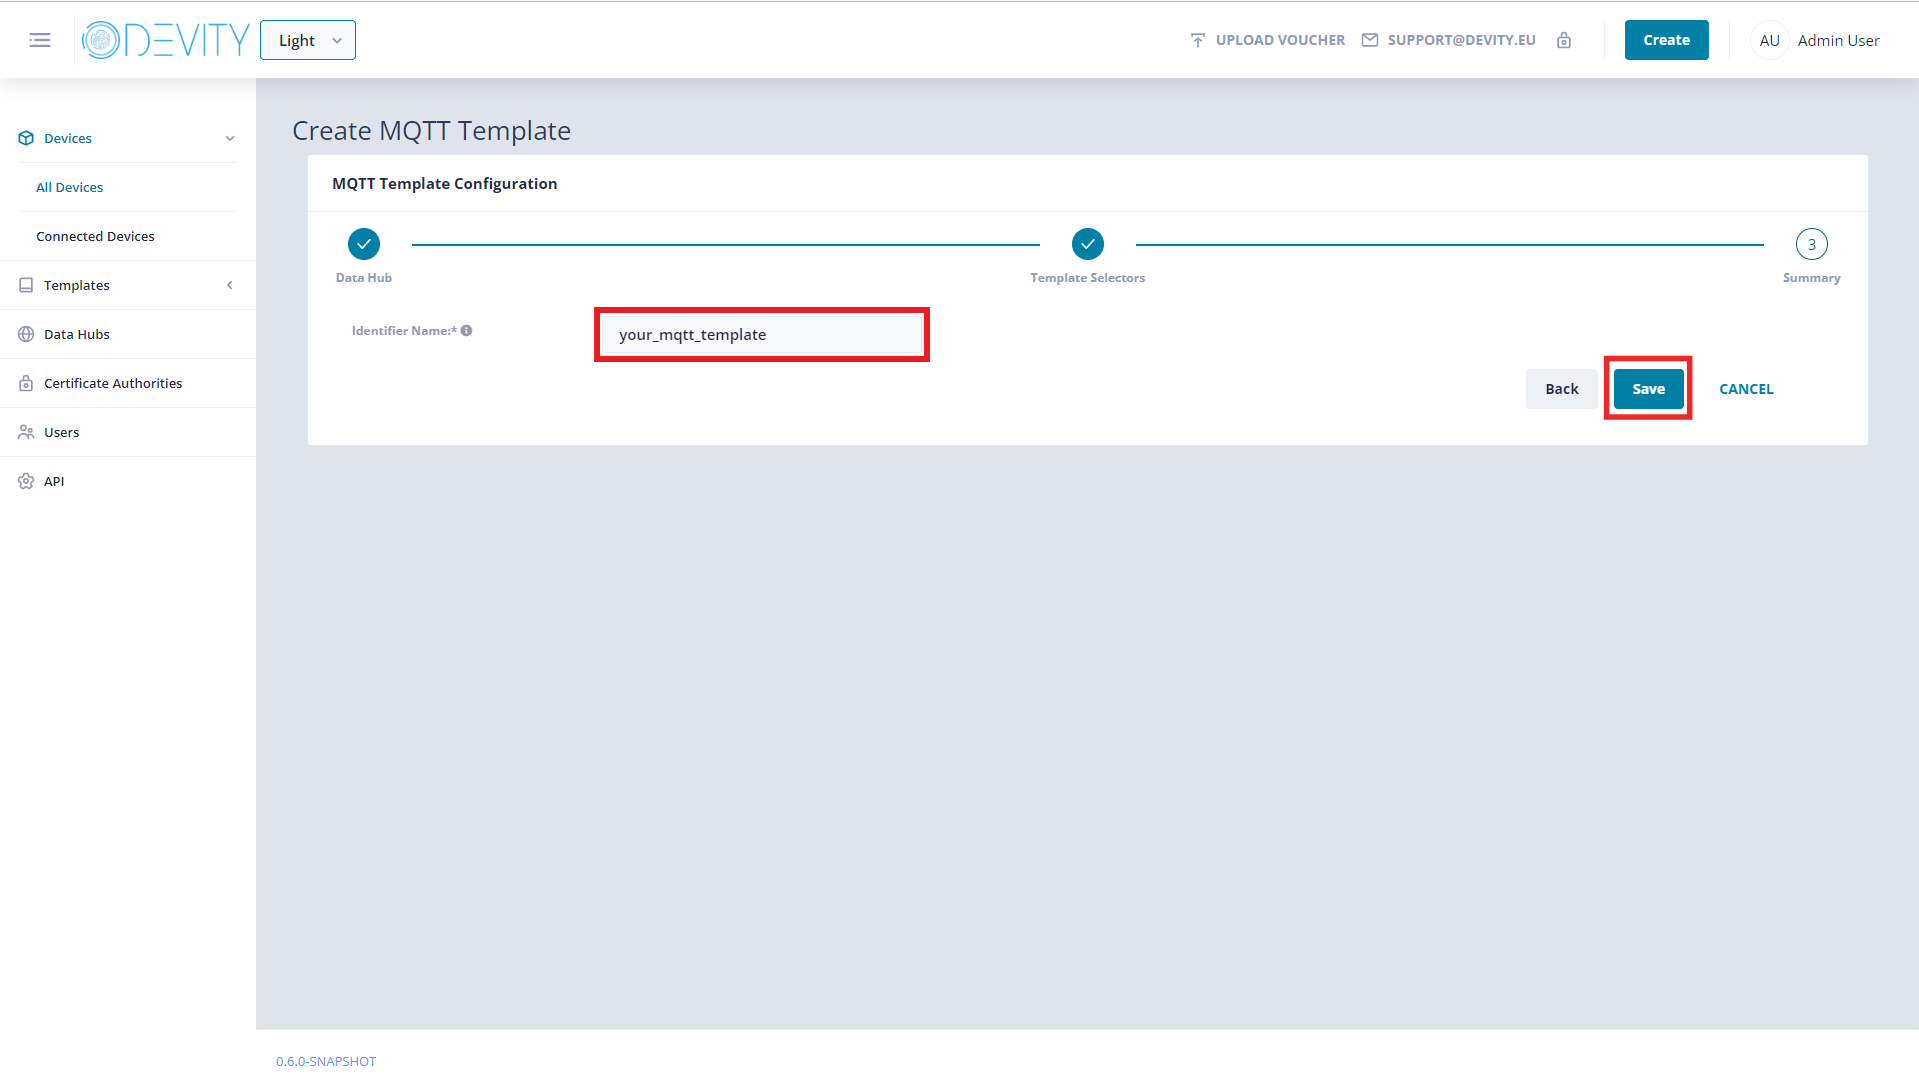 DEVITY
Light
UPLOAD VOUCHER
SUPPORT@DEVITY.EU
Create
AU
Admin User
Devices
All Devices
Connected Devices
Templates
Data Hubs
Certificate Authorities
Users
API
Create MQTT Template
MQTT Template Configuration
3
Data Hub
Template Selectors
Summary
Identifier Name:*
your_mqtt_template
Back
Save
CANCEL
0.6.0-SNAPSHOT